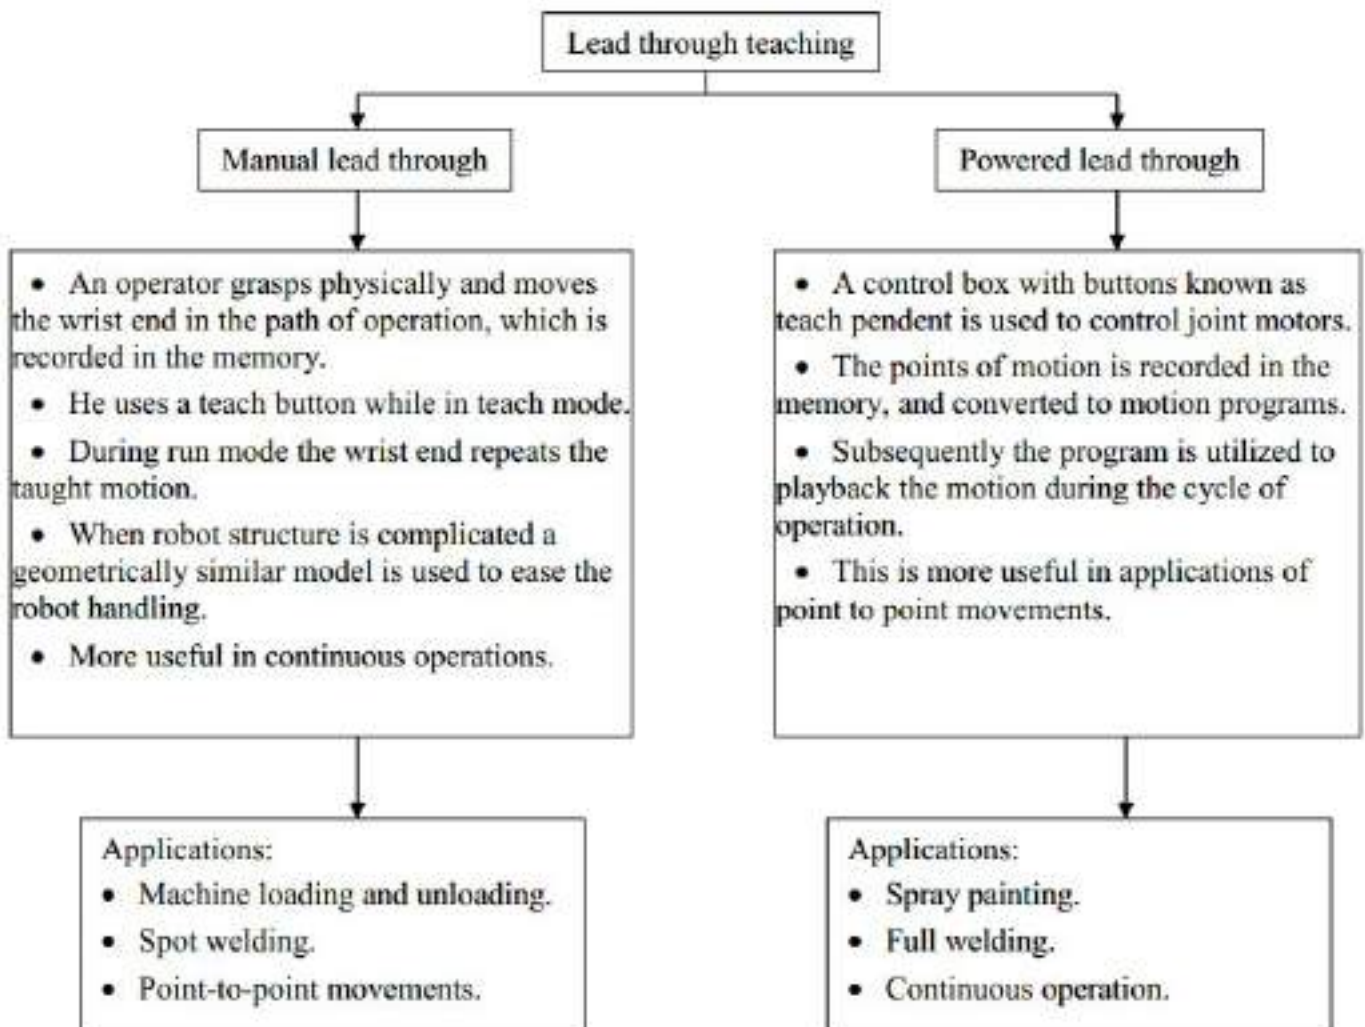 Lead through teaching
Manual lead through
Powered lead through
• An operator grasps physically and moves
the wrist end in the path of operation, which is
recorded in the memory.
• He uses a teach button while in teach mode.
• During run mode the wrist end repeats the
taught motion.
• When robot structure is complicated a
geometrically similar model is used to ease the
robot handling.
• More useful in continuous operations.
• A control box with buttons known as
teach pendent is used to control joint motors.
• The points of motion is recorded in the
memory, and converted to motion programs.
• Subsequently the program is utilized to
playback the motion during the cycle of
operation.
• This is more useful in applications of
point to point movements.
Applications:
• Machine loading and unloading.
• Spot welding.
• Point-to-point movements.
Applications:
• Spray painting.
• Full welding.
• Continuous operation.